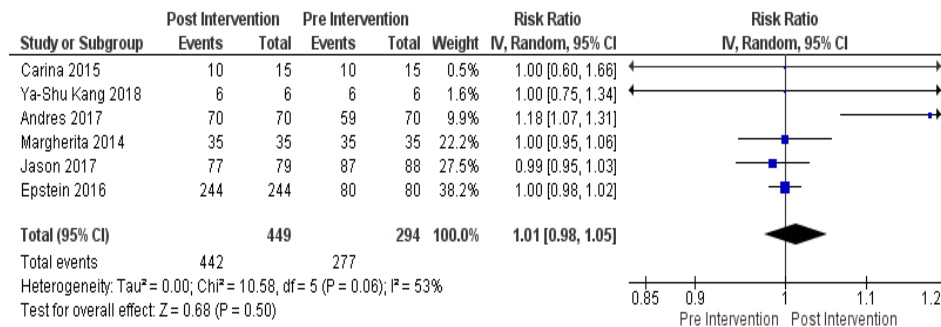 Post Intervention Pre Intervention Risk Ratio Risk Ratio
Study or Subgroup Events Total Events Total Weight IV, Random, 95% CI IV, Random, 95% CI
Carina 2015 10 15 10 15 0.5% 1.00 [0.60, 1.66]
Ya-Shu Kang 2018 6 6 6 6 1.6% 1.00 [0.75, 1.34]
Andres 2017 70 70 59 70 9.9% 1.18 [1.07, 1.31]
Margherita 2014 35 35 35 35 22.2% 1.00 [0.95, 1.06]
Jason 2017 77 79 87 88 27.5% 0.99 [0.95, 1.03]
Epstein 2016 244 244 80 80 38.2% 1.00 [0.98, 1.02]
Total (95% CI) 449 294 100.0% 1.01 [0.98, 1.05]
Total events 442 277
Heterogeneity: Tau² = 0.00; Chi² = 10.58, df = 5 (P = 0.06); I² = 53%
Test for overall effect: Z = 0.68 (P = 0.50)
0.85 0.9 1 1.1 1.2
Pre Intervention Post Intervention